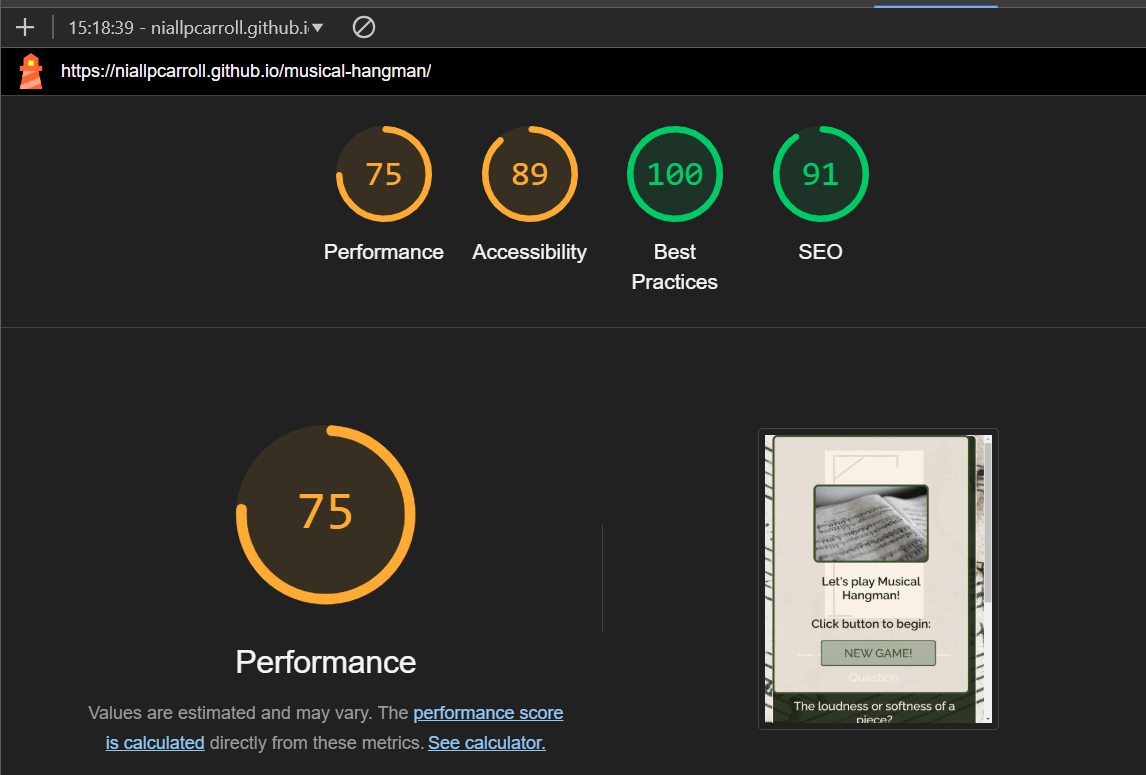 15:18:39 - niallpcarroll.github.i
https://niallpcarroll.github.io/musical-hangman/
75
89
100
91
Performance
Accessibility
Best
Practices
SEO
75
Performance
Values are estimated and may vary. The performance score
is calculated directly from these metrics. See calculator.
Let's play Musical
Hangman!
Click button to begin:
NEW GAME!
Question:
The loudness or softness of a
piece?